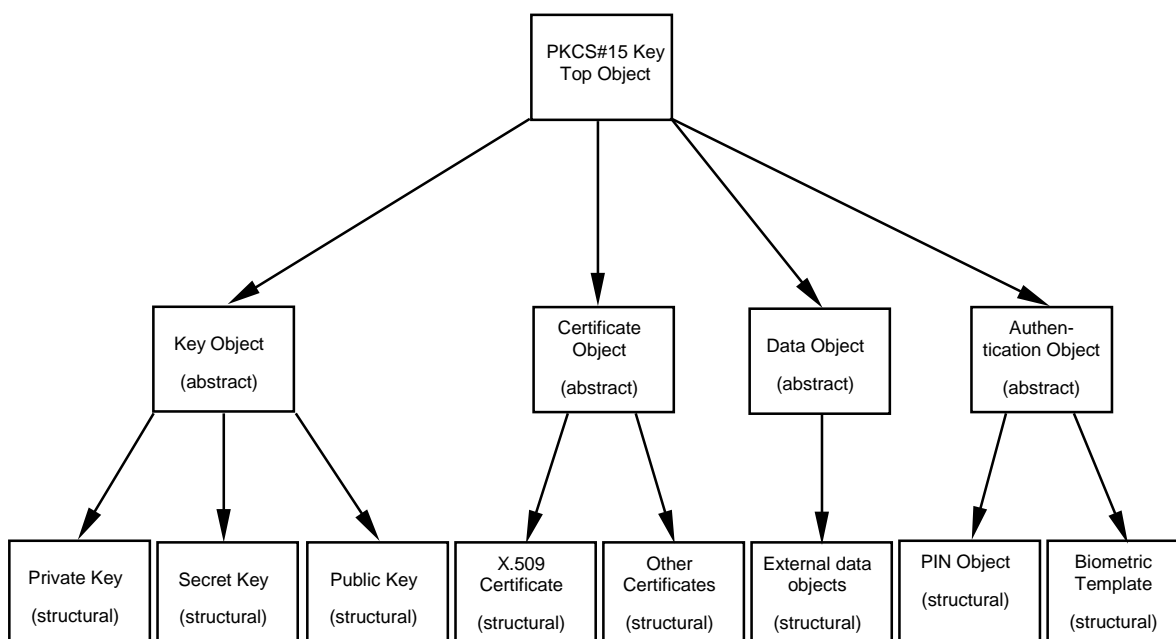 PKCS#15 Key
Top Object
Key Object
(abstract)
Certificate
Object
(abstract)
Data Object
(abstract)
Authen-
tication Object
(abstract)
Private Key
(structural)
Secret Key
(structural)
Public Key
(structural)
X.509
Certificate
(structural)
Other
Certificates
(structural)
External data
objects
(structural)
PIN Object
(structural)
Biometric
Template
(structural)